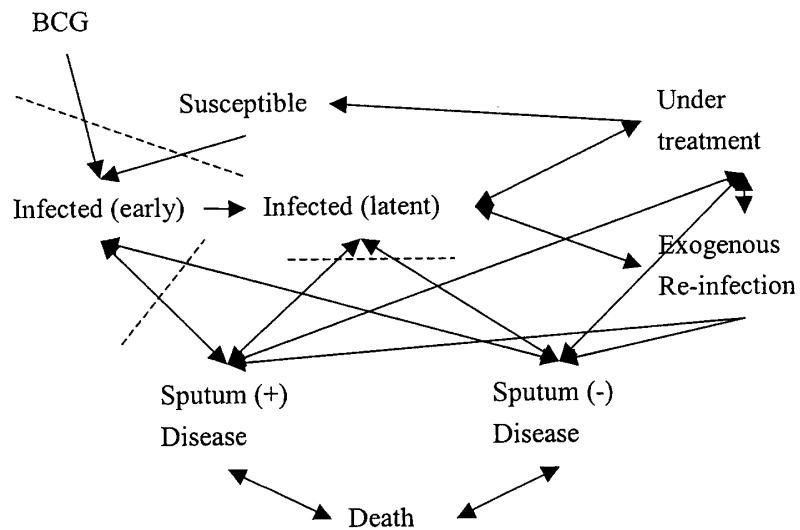 BCG
Susceptible
Under
treatment
Infected (early)
Infected (latent)
Exogenous
Re-infection
Sputum (+)
Disease
Sputum (-)
Disease
Death